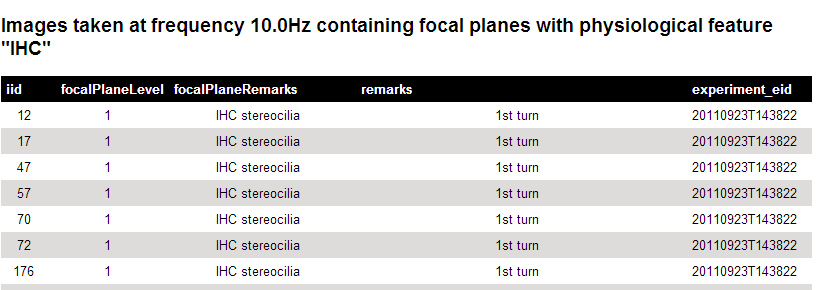 Images taken at frequency 10.0Hz containing focal planes with physiological feature
"IHC"
iid focalPlaneLevel focalPlaneRemarks remarks experiment_eid
12 1 IHC stereocilia 1st turn 20110923T143822
17 1 IHC stereocilia 1st turn 20110923T143822
47 1 IHC stereocilia 1st turn 20110923T143822
57 1 IHC stereocilia 1st turn 20110923T143822
70 1 IHC stereocilia 1st turn 20110923T143822
72 1 IHC stereocilia 1st turn 20110923T143822
176 1 IHC stereocilia 1st turn 20110923T143822